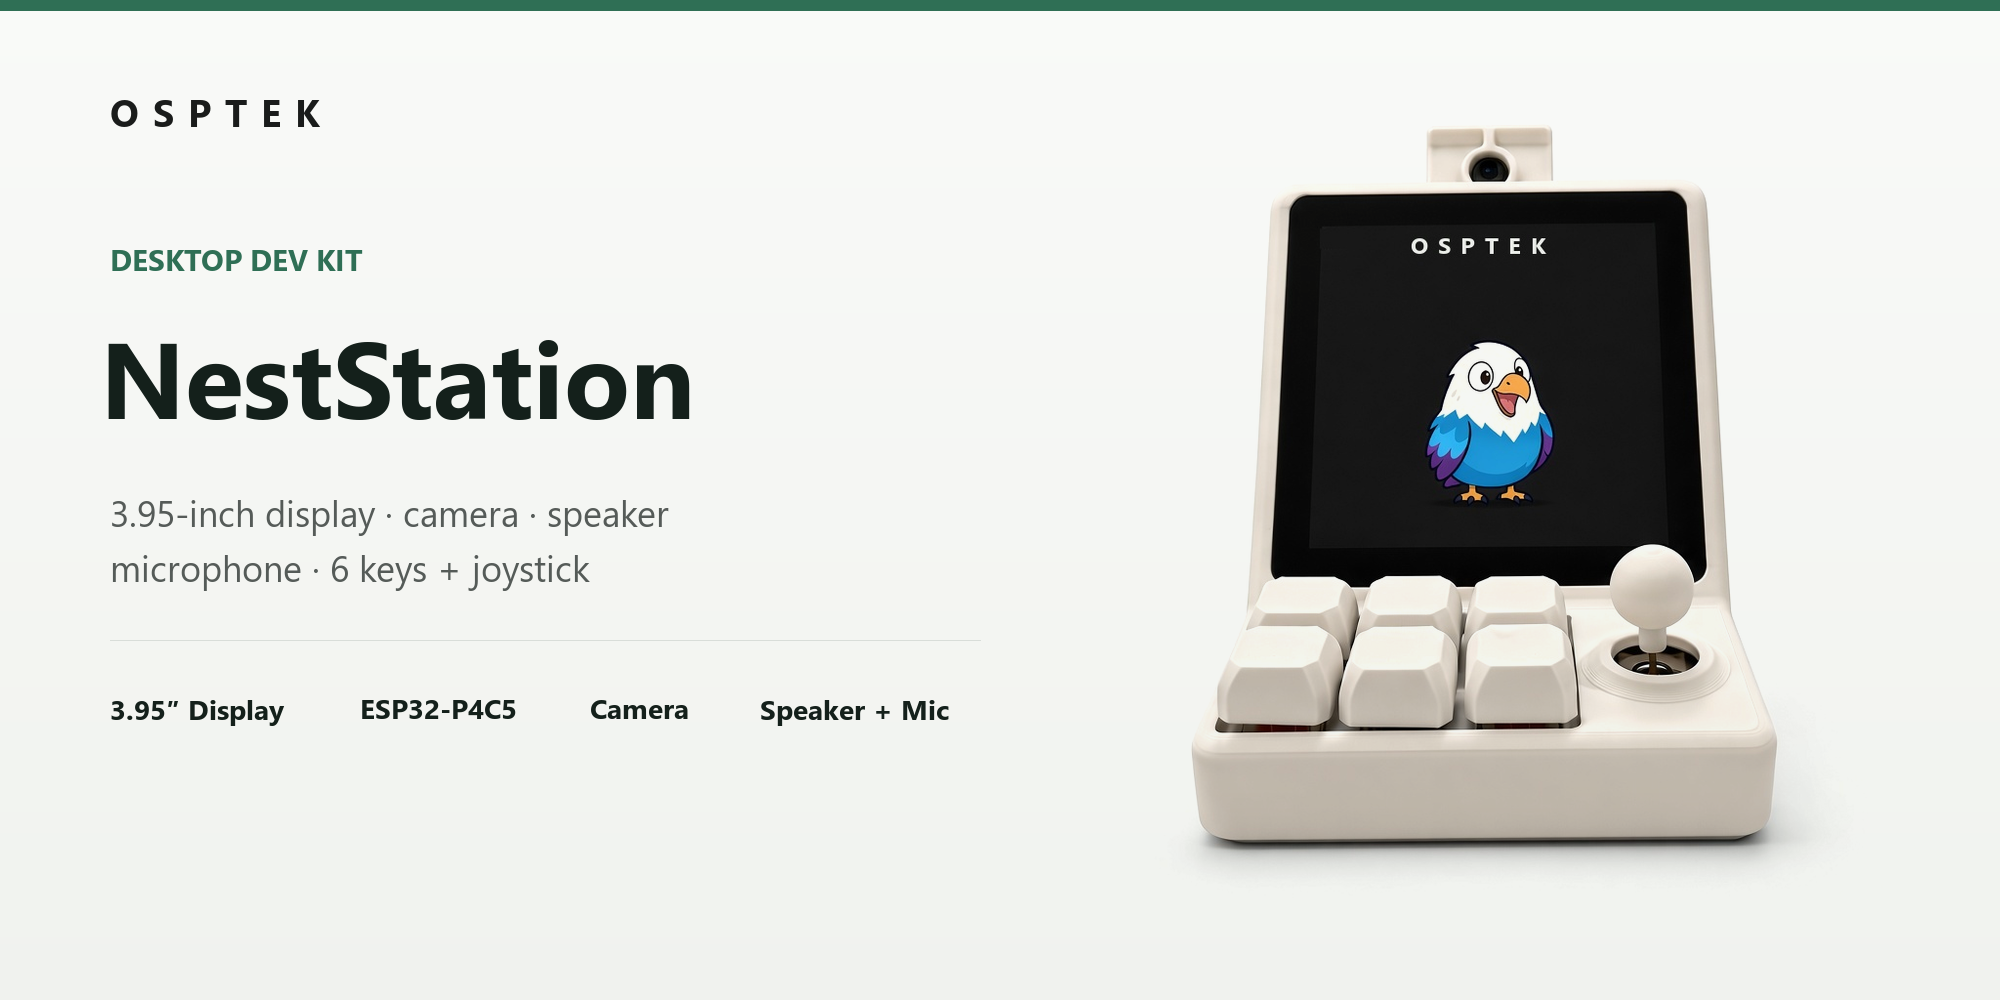 OSPTEK
DESKTOP DEV KIT
NestStation
3.95-inch display · camera · speaker
microphone · 6 keys + joystick
3.95″ Display
ESP32-P4C5
Camera
Speaker + Mic
OSPTEK